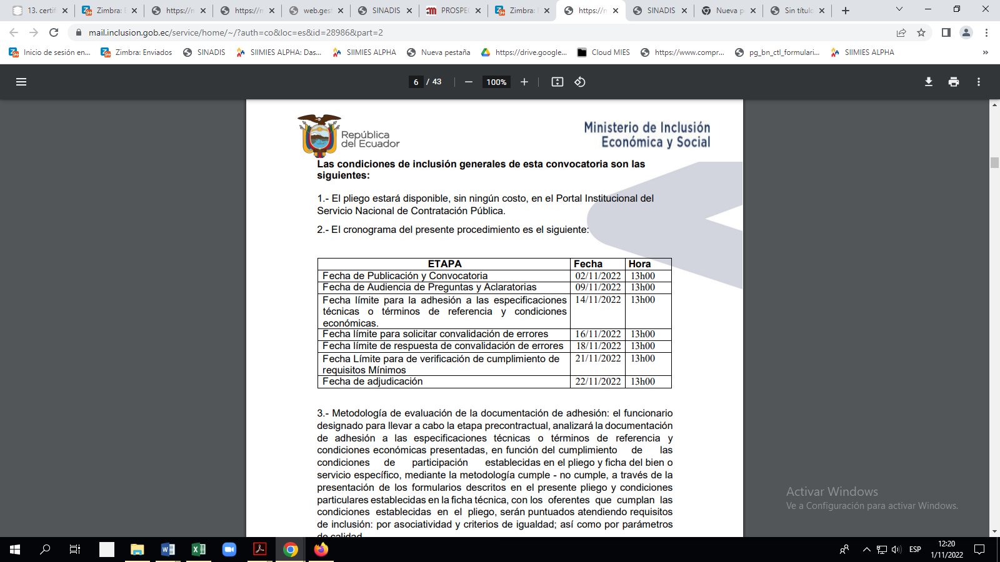 13. certif
Zimbra: E
https://n
https://n
web.gest
SINADIS
PROSPEC
Zimbra: I
https://n
SINADIS
Nueva p
Sin título
mail.inclusion.gob.ec/service/home/~/?auth=co&loc=es&id=28986&part=2
Inicio de sesión en...
Zimbra: Enviados
SINADIS
SIIMIES ALPHA: Das...
SIIMIES ALPHA
Nueva pestaña
https://drive.google...
Cloud MIES
https://www.compr...
pg_bn_ctl_formulari...
SIIMIES ALPHA
»
6 / 43
100%
República
del Ecuador
Ministerio de Inclusión
Económica y Social
Las condiciones de inclusión generales de esta convocatoria son las
siguientes:
1.- El pliego estará disponible, sin ningún costo, en el Portal Institucional del
Servicio Nacional de Contratación Pública.
2.- El cronograma del presente procedimiento es el siguiente:
ETAPA Fecha Hora
Fecha de Publicación y Convocatoria 02/11/2022 13h00
Fecha de Audiencia de Preguntas y Aclaratorias 09/11/2022 13h00
Fecha límite para la adhesión a las especificaciones 14/11/2022 13h00
técnicas o términos de referencia y condiciones
económicas.
Fecha límite para solicitar convalidación de errores 16/11/2022 13h00
Fecha límite de respuesta de convalidación de errores 18/11/2022 13h00
Fecha Límite para de verificación de cumplimiento de 21/11/2022 13h00
requisitos Mínimos
Fecha de adjudicación 22/11/2022 13h00
3.- Metodología de evaluación de la documentación de adhesión: el funcionario
designado para llevar a cabo la etapa precontractual, analizará la documentación
de adhesión a las especificaciones técnicas o términos de referencia y
condiciones económicas presentadas, en función del cumplimiento de las
condiciones de participación establecidas en el pliego y ficha del bien o
servicio específico, mediante la metodología cumple - no cumple, a través de la
presentación de los formularios descritos en el presente pliego y condiciones
particulares establecidas en la ficha técnica, con los oferentes que cumplan las
condiciones establecidas en el pliego, serán puntuados atendiendo requisitos
de inclusión: por asociatividad y criterios de igualdad; así como por parámetros
de calidad
Activar Windows
Ve a Configuración para activar Windows.
ESP
12:20
1/11/2022